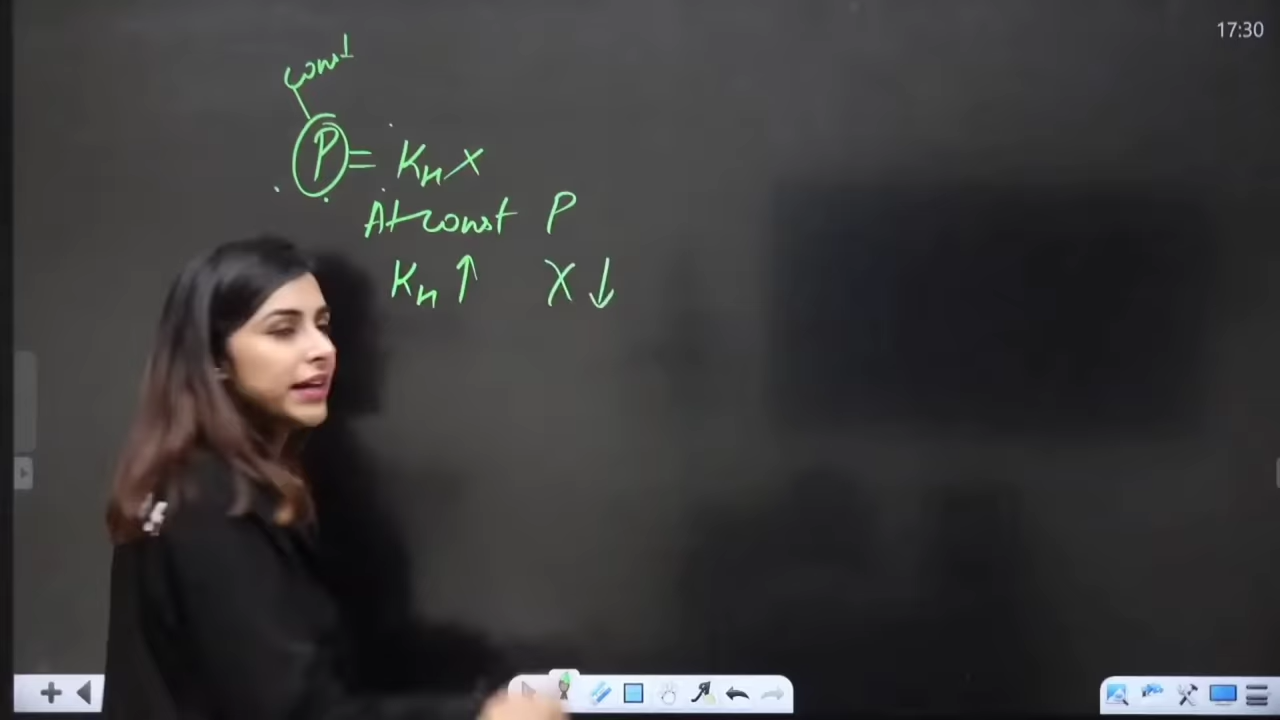 17:30
const
P = KH X
At const P
KH ↑ X ↓